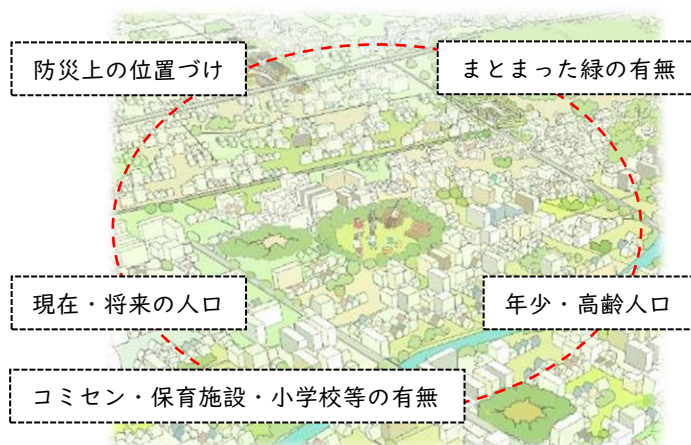 防災上の位置づけ
まとまった緑の有無
現在・将来の人口
年少・高齢人口
コミセン・保育施設・小学校等の有無